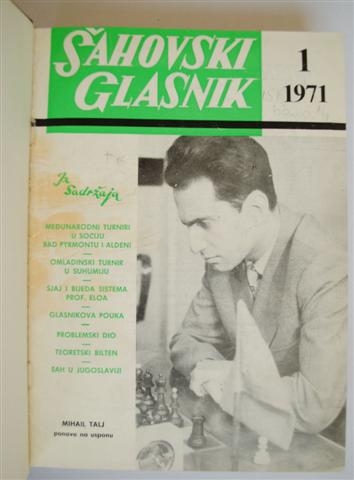 ŠAHOVSKI
GLASNIK
1
1971
Iz
Sadržaja
MEĐUNARODNI TURNIRI
U SOČIJU
BAD PYRMONTU I ALDENI
OMLADINSKI TURNIR
U SUHUMIJU
SJAJ I BIJEDA SISTEMA
PROF. ELOA
GLASNIKOVA POUKA
PROBLEMSKI DIO
TEORETSKI BILTEN
ŠAH U JUGOSLAVIJI
MIHAIL TALJ
ponovo na usponu